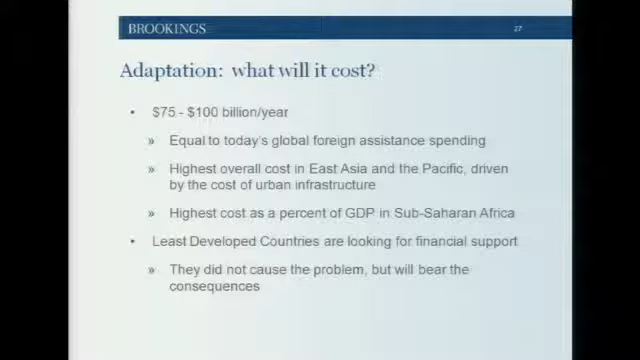 BROOKINGS
27
Adaptation: what will it cost?
• $75 - $100 billion/year
» Equal to today's global foreign assistance spending
» Highest overall cost in East Asia and the Pacific, driven
by the cost of urban infrastructure
» Highest cost as a percent of GDP in Sub-Saharan Africa
• Least Developed Countries are looking for financial support
» They did not cause the problem, but will bear the
consequences